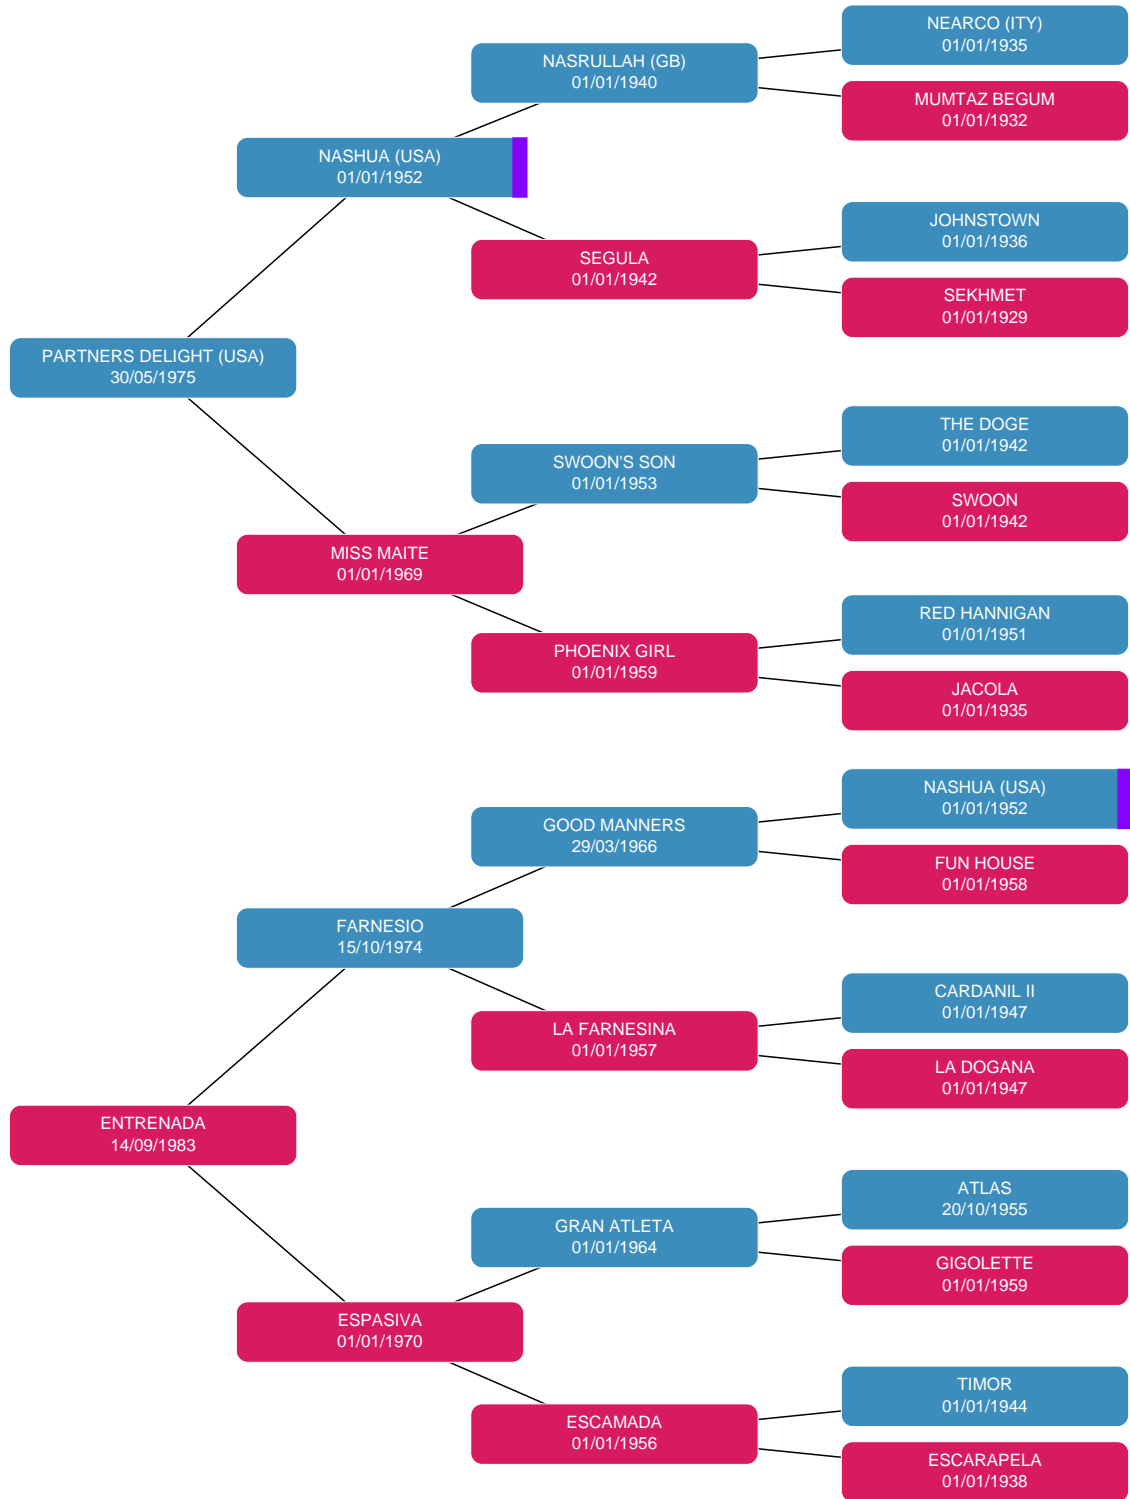 NEARCO (ITY)
01/01/1935
NASRULLAH (GB)
01/01/1940
MUMTAZ BEGUM
01/01/1932
NASHUA (USA)
01/01/1952
JOHNSTOWN
01/01/1936
SEGULA
01/01/1942
SEKHMET
01/01/1929
PARTNERS DELIGHT (USA)
30/05/1975
THE DOGE
01/01/1942
SWOON'S SON
01/01/1953
SWOON
01/01/1942
MISS MAITE
01/01/1969
RED HANNIGAN
01/01/1951
PHOENIX GIRL
01/01/1959
JACOLA
01/01/1935
NASHUA (USA)
01/01/1952
GOOD MANNERS
29/03/1966
FUN HOUSE
01/01/1958
FARNESIO
15/10/1974
CARDANIL II
01/01/1947
LA FARNESINA
01/01/1957
LA DOGANA
01/01/1947
ENTRENADA
14/09/1983
ATLAS
20/10/1955
GRAN ATLETA
01/01/1964
GIGOLETTE
01/01/1959
ESPASIVA
01/01/1970
TIMOR
01/01/1944
ESCAMADA
01/01/1956
ESCARAPELA
01/01/1938